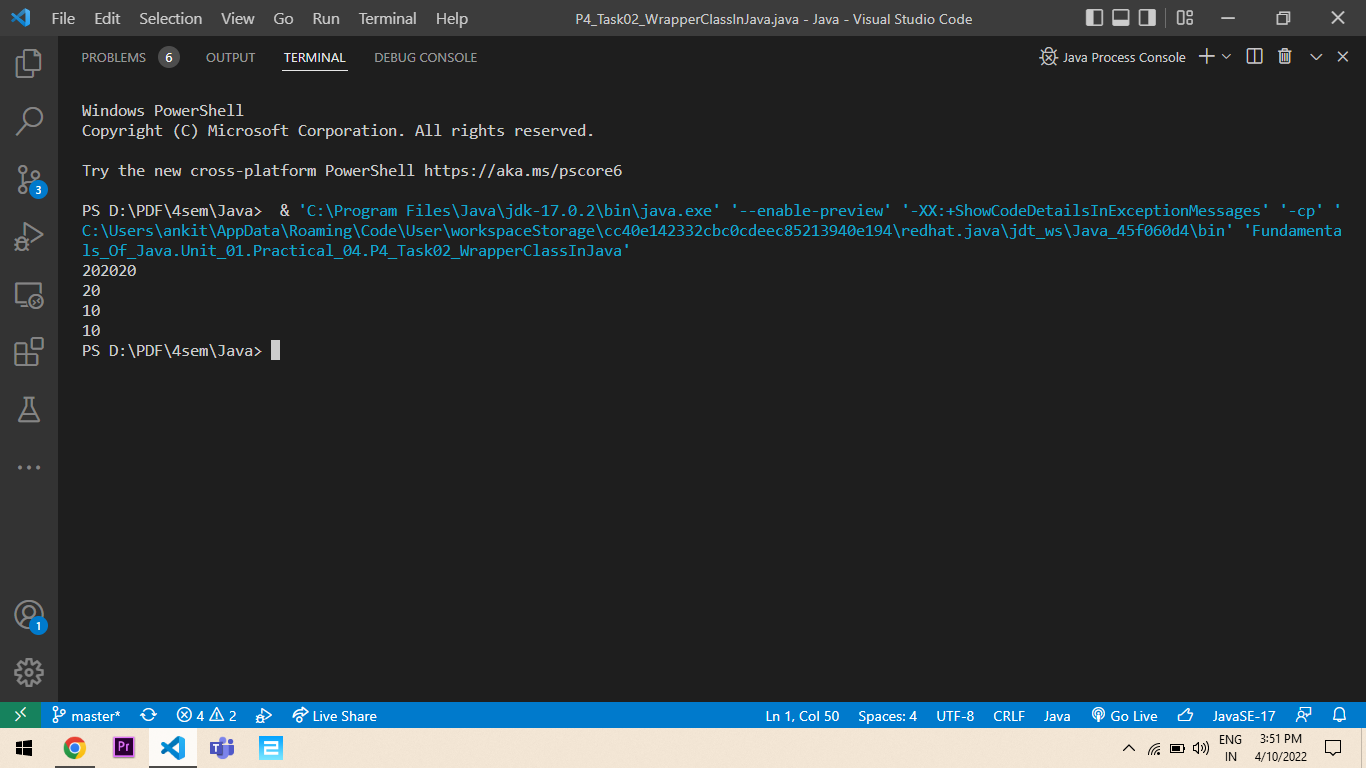 File Edit Selection View Go Run Terminal Help P4_Task02_WrapperClassInJava.java - Java - Visual Studio Code
PROBLEMS 6 OUTPUT TERMINAL DEBUG CONSOLE Java Process Console
Windows PowerShell
Copyright (C) Microsoft Corporation. All rights reserved.
Try the new cross-platform PowerShell https://aka.ms/pscore6
PS D:\PDF\4sem\Java>  & 'C:\Program Files\Java\jdk-17.0.2\bin\java.exe' '--enable-preview' '-XX:+ShowCodeDetailsInExceptionMessages' '-cp' '
C:\Users\ankit\AppData\Roaming\Code\User\workspaceStorage\cc40e142332cbc0cdeec85213940e194\redhat.java\jdt_ws\Java_45f060d4\bin' 'Fundamenta
ls_Of_Java.Unit_01.Practical_04.P4_Task02_WrapperClassInJava'
202020
20
10
10
PS D:\PDF\4sem\Java>
3
1
master* 4 2 Live Share Ln 1, Col 50 Spaces: 4 UTF-8 CRLF Java Go Live JavaSE-17
Pr ENG 3:51 PM
IN 4/10/2022